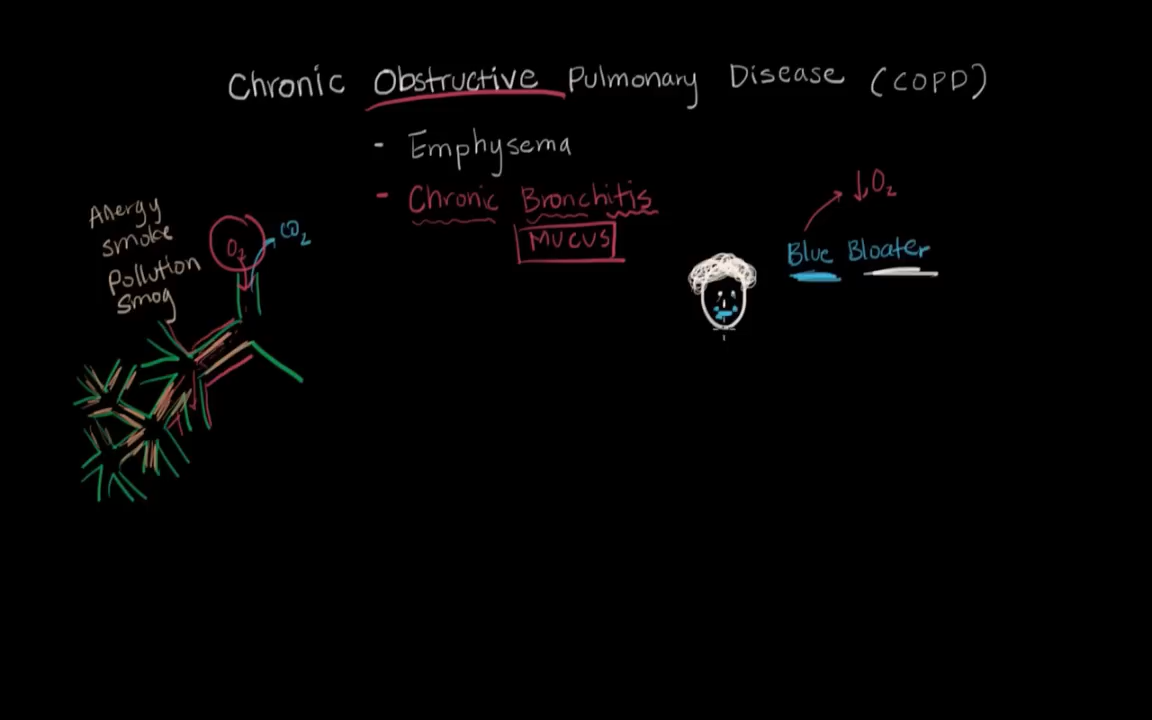 Chronic Obstructive Pulmonary Disease (COPD)
- Emphysema
- Chronic Bronchitis
MUCUS
Allergy
smoke
Pollution
smog
O₂
CO₂
↓O₂
Blue Bloater